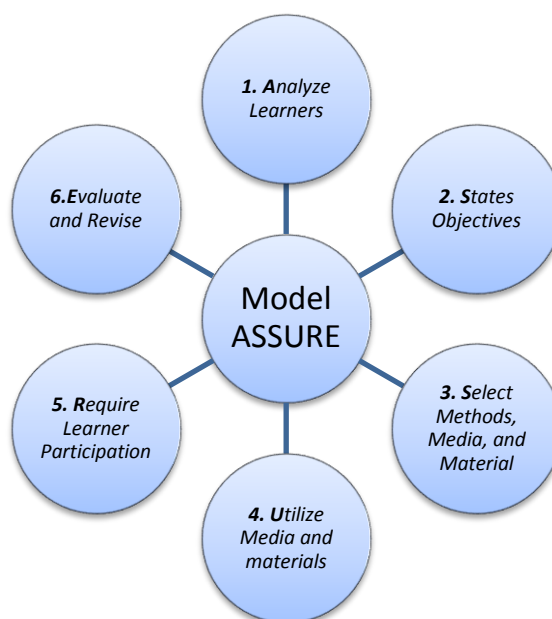 1. Analyze
Learners
2. States
Objectives
3. Select
Methods,
Media, and
Material
4. Utilize
Media and
materials
5. Require
Learner
Participation
6.Evaluate
and Revise
Model
ASSURE